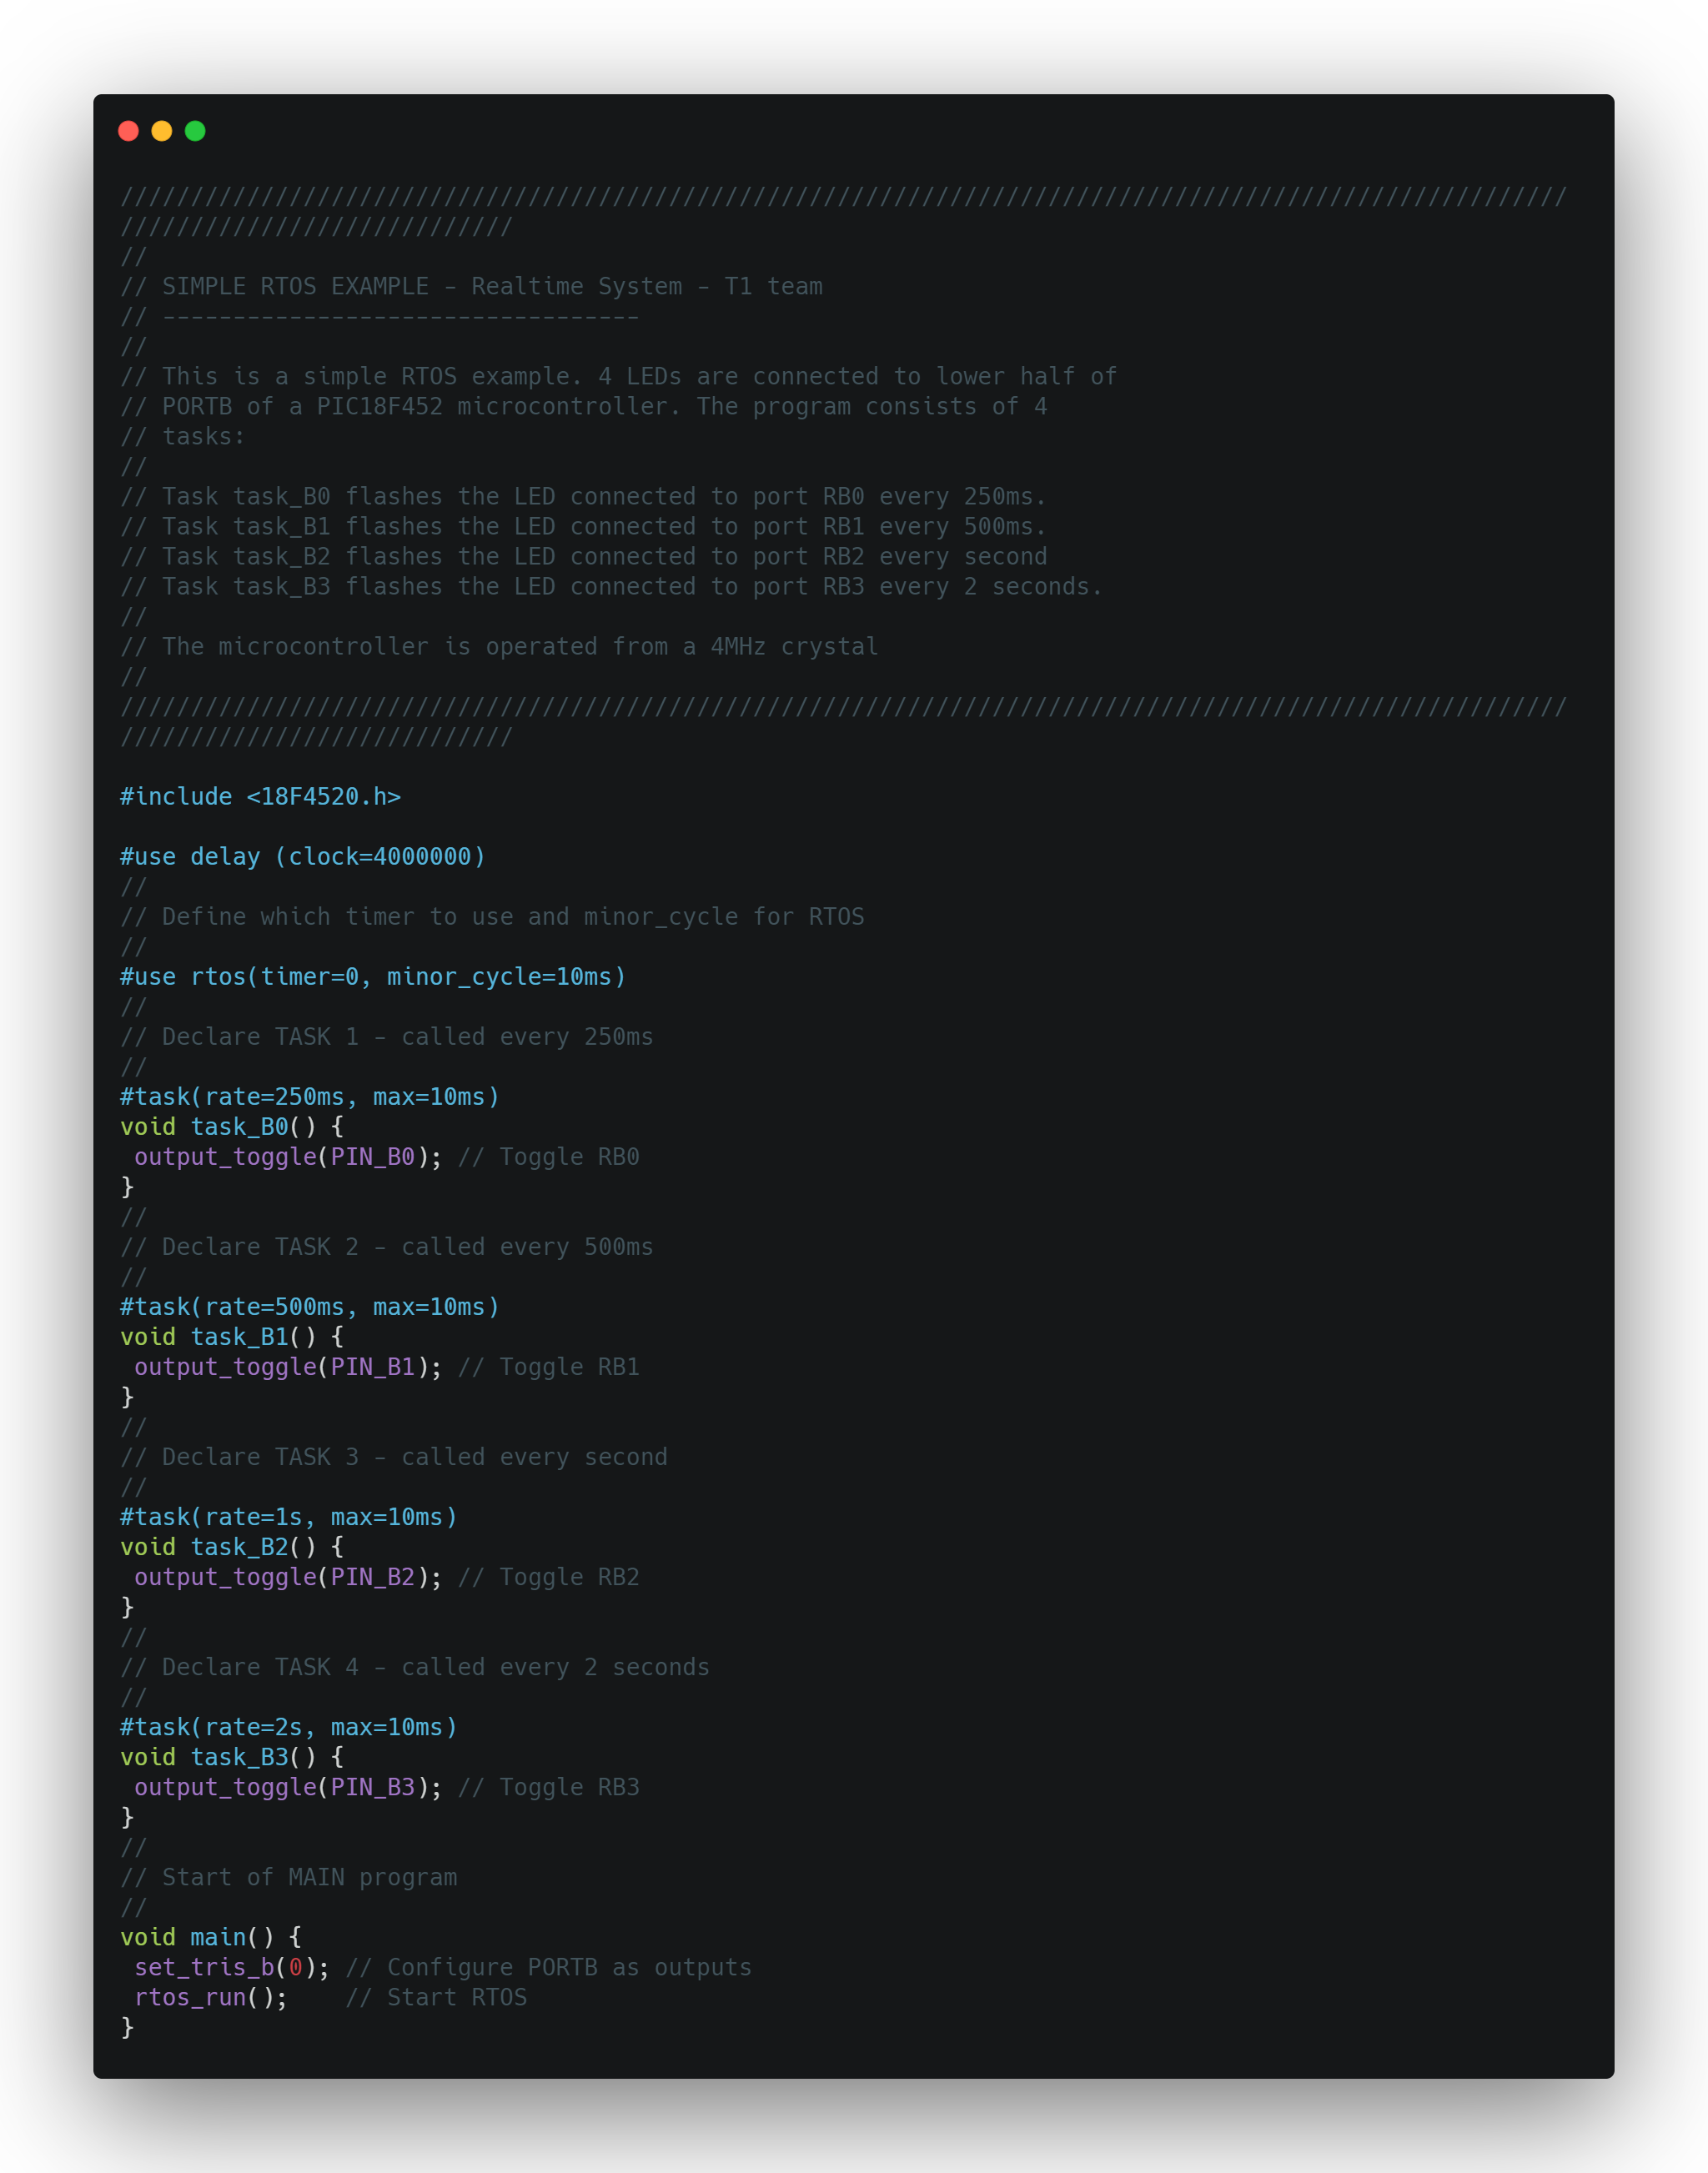 ///////////////////////////////////////////////////////////////////////////////////////////////////////
////////////////////////////
//
// SIMPLE RTOS EXAMPLE - Realtime System - T1 team
// ----------------------------------
//
// This is a simple RTOS example. 4 LEDs are connected to lower half of
// PORTB of a PIC18F452 microcontroller. The program consists of 4
// tasks:
//
// Task task_B0 flashes the LED connected to port RB0 every 250ms.
// Task task_B1 flashes the LED connected to port RB1 every 500ms.
// Task task_B2 flashes the LED connected to port RB2 every second
// Task task_B3 flashes the LED connected to port RB3 every 2 seconds.
//
// The microcontroller is operated from a 4MHz crystal
//
///////////////////////////////////////////////////////////////////////////////////////////////////////
////////////////////////////

#include <18F4520.h>

#use delay (clock=4000000)
//
// Define which timer to use and minor_cycle for RTOS
//
#use rtos(timer=0, minor_cycle=10ms)
//
// Declare TASK 1 - called every 250ms
//
#task(rate=250ms, max=10ms)
void task_B0() {
 output_toggle(PIN_B0); // Toggle RB0
}
//
// Declare TASK 2 - called every 500ms
//
#task(rate=500ms, max=10ms)
void task_B1() {
 output_toggle(PIN_B1); // Toggle RB1
}
//
// Declare TASK 3 - called every second
//
#task(rate=1s, max=10ms)
void task_B2() {
 output_toggle(PIN_B2); // Toggle RB2
}
//
// Declare TASK 4 - called every 2 seconds
//
#task(rate=2s, max=10ms)
void task_B3() {
 output_toggle(PIN_B3); // Toggle RB3
}
//
// Start of MAIN program
//
void main() {
 set_tris_b(0); // Configure PORTB as outputs
 rtos_run();    // Start RTOS
}